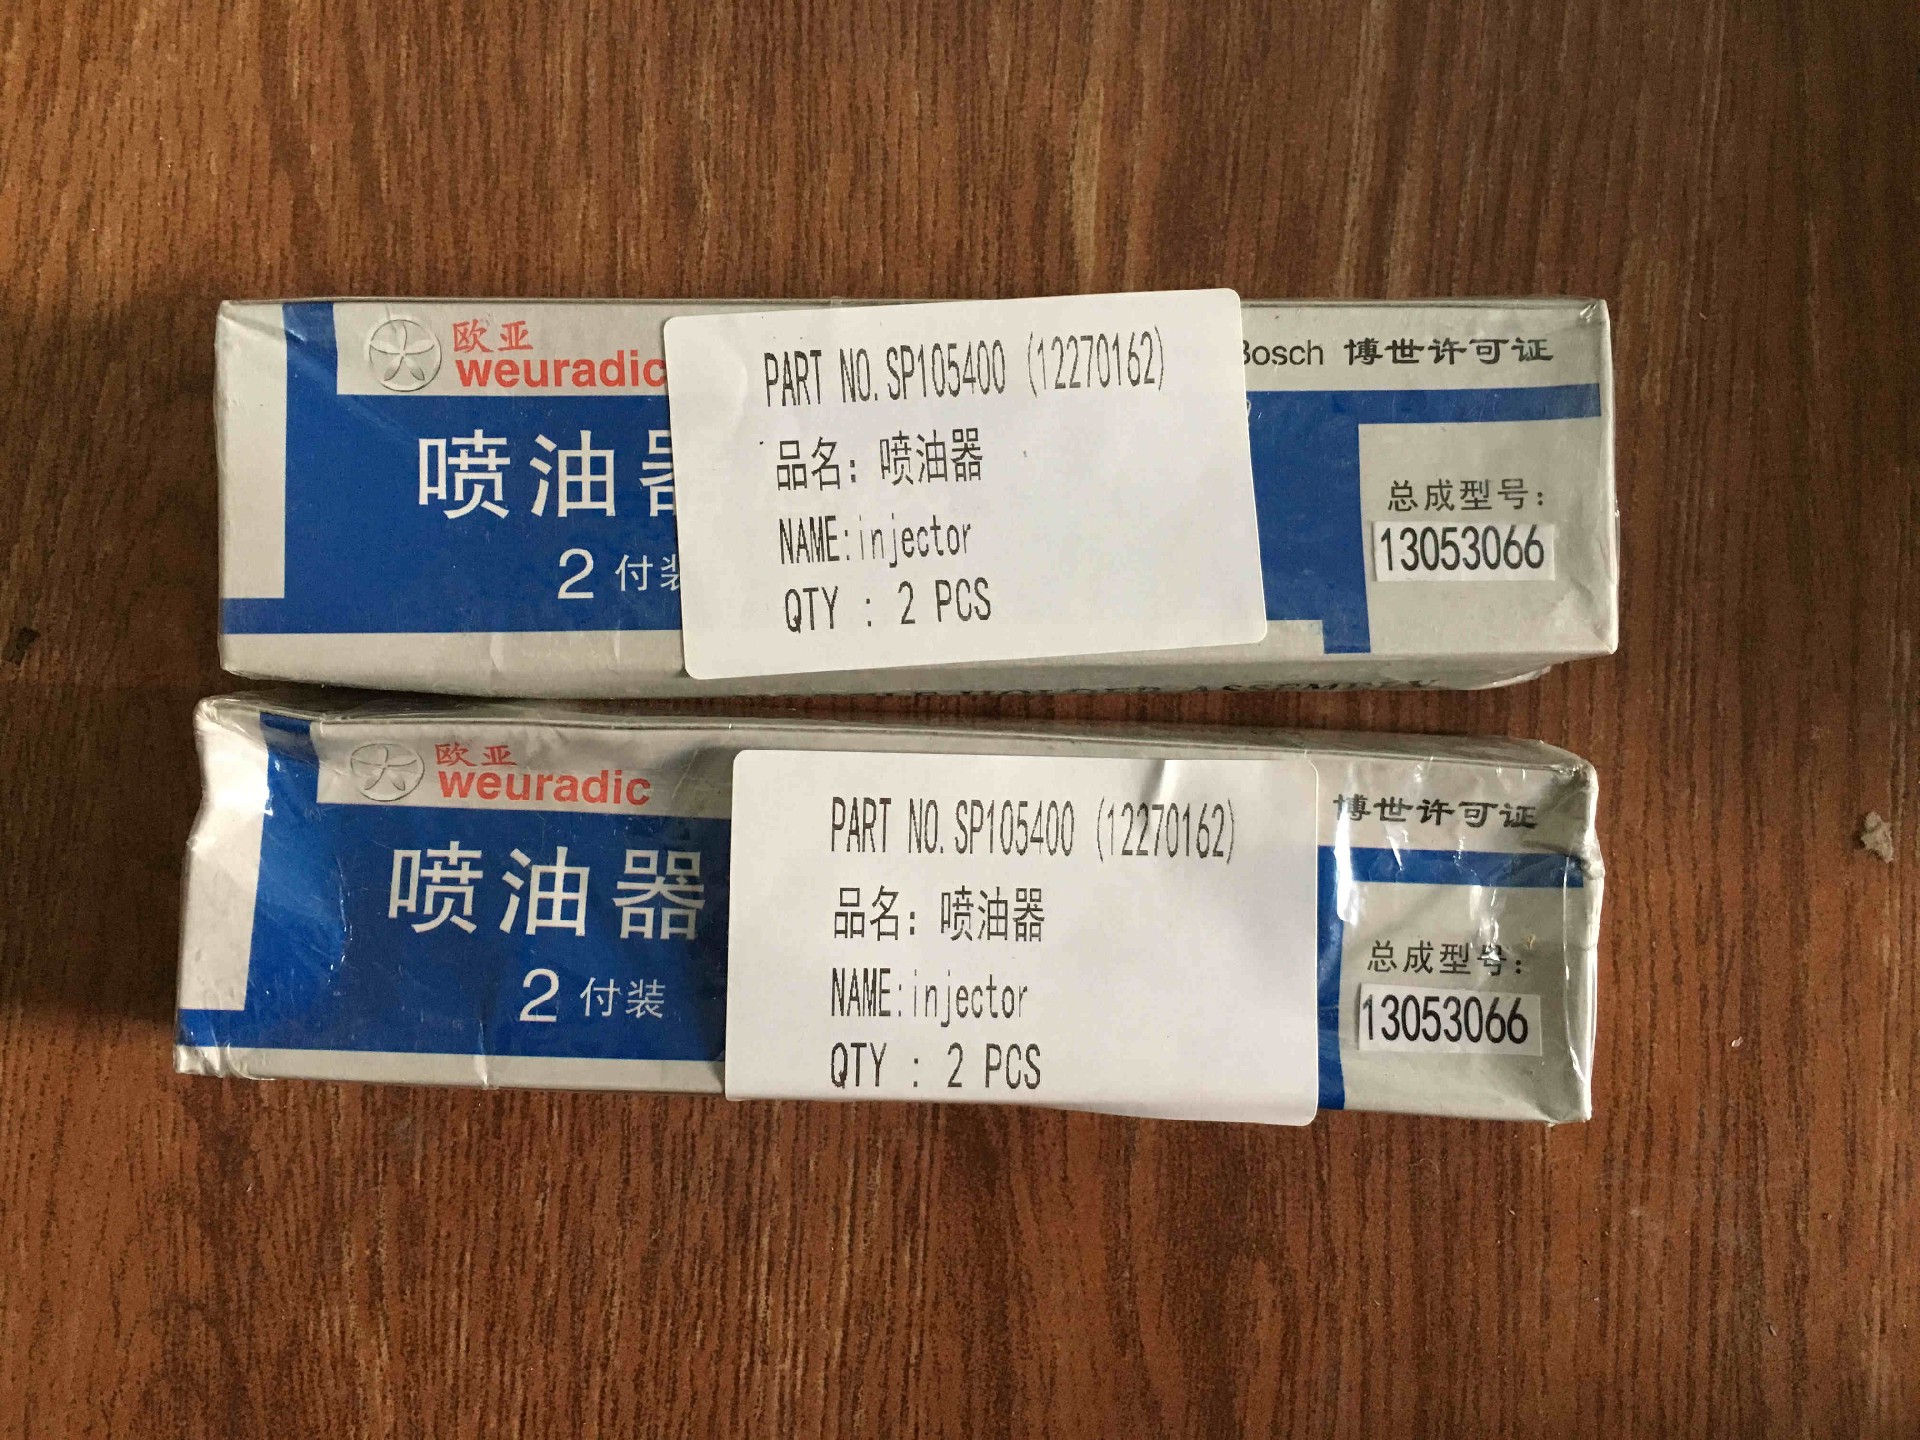 欧亚
weuradic
Bosch 博世许可证
喷油器
2 付装
总成型号:
13053066
PART NO. SP105400 (12270162)
品名: 喷油器
NAME:injector
QTY : 2 PCS
HOLDER ASSEMBLY
欧亚
weuradic
博世许可证
喷油器
2 付装
总成型号:
13053066
PART NO. SP105400 (12270162)
品名: 喷油器
NAME:injector
QTY : 2 PCS